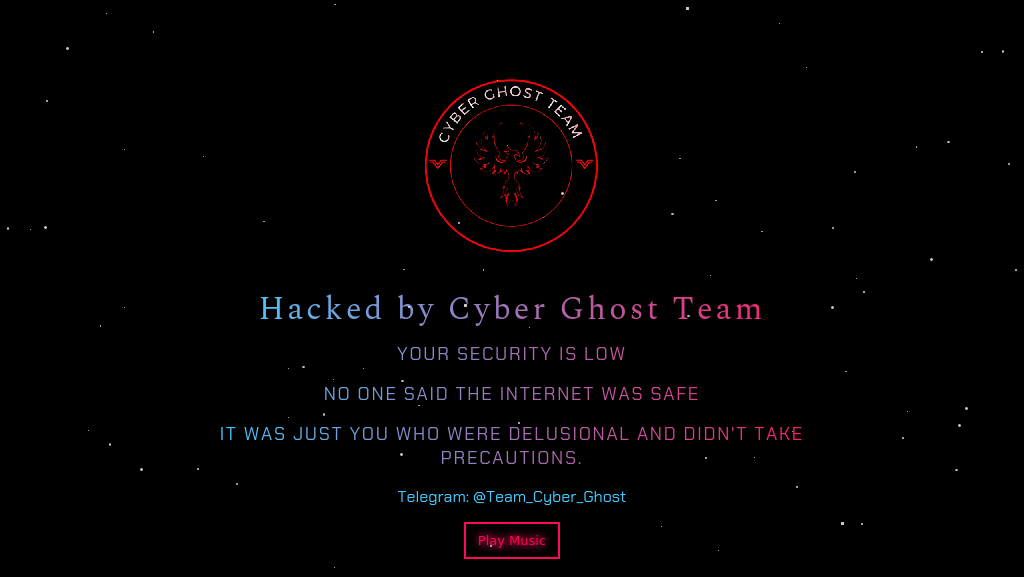 CYBER GHOST TEAM
Hacked by Cyber Ghost Team
YOUR SECURITY IS LOW
NO ONE SAID THE INTERNET WAS SAFE
IT WAS JUST YOU WHO WERE DELUSIONAL AND DIDN'T TAKE
PRECAUTIONS.
Telegram: @Team_Cyber_Ghost
Play Music